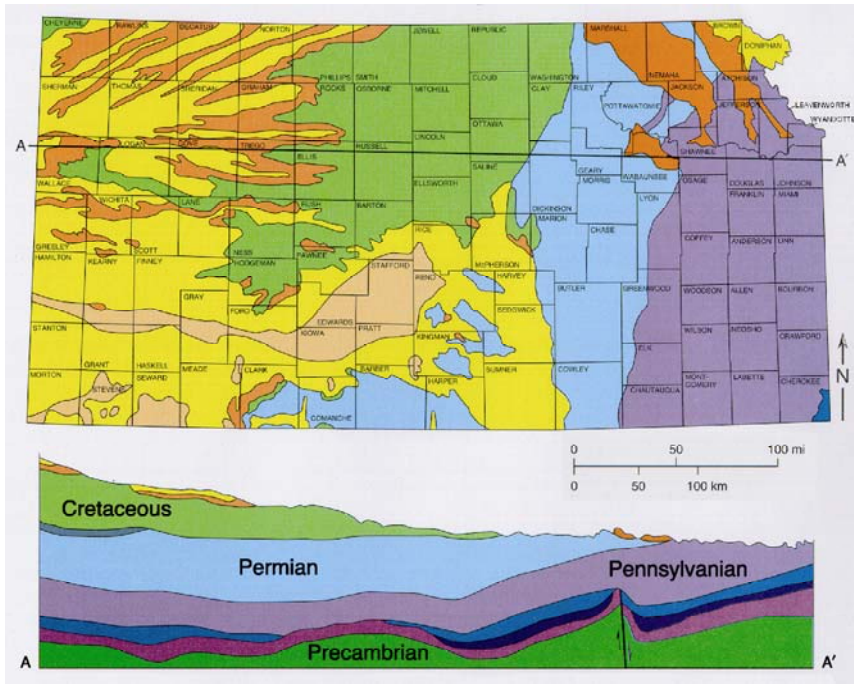 CHEYENNE RAWLINS DECATUR NORTON JEWELL REPUBLIC MARSHALL BROWN
DONIPHAN
PHILLIPS SMITH WASHINGTON NEMAHA ATCHISON
SHERMAN THOMAS SHERIDAN GRAHAM ROOKS OSBORNE MITCHELL CLOUD CLAY RILEY JACKSON
POTTAWATOMIE JEFFERSON LEAVENWORTH
OTTAWA WYANDOTTE
A LOGAN GOVE TREGO LINCOLN A'
ELLIS RUSSELL SHAWNEE
SALINE GEARY WABAUNSEE
WALLACE ELLSWORTH MORRIS OSAGE DOUGLAS JOHNSON
WICHITA LANE RUSH BARTON DICKINSON LYON FRANKLIN MIAMI
MARION
GREELEY SCOTT NESS PAWNEE RICE CHASE
HAMILTON KEARNY FINNEY HODGEMAN STAFFORD McPHERSON COFFEY ANDERSON LINN
RENO HARVEY
GRAY SEDGWICK BUTLER GREENWOOD WOODSON ALLEN BOURBON
FORD EDWARDS
STANTON KIOWA PRATT KINGMAN WILSON NEOSHO CRAWFORD
GRANT HASKELL MEADE CLARK BARBER ELK
MORTON STEVENS SEWARD HARPER SUMNER COWLEY MONT- LABETTE CHEROKEE
COMANCHE CHAUTAUQUA GOMERY
N
0 50 100 mi
0 50 100 km
Cretaceous
Permian Pennsylvanian
Precambrian
A A'